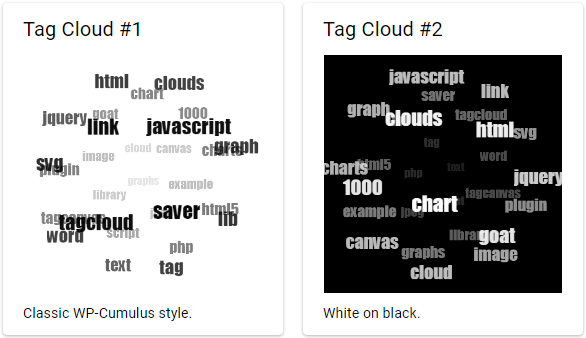 Tag Cloud #1
html
clouds
chart
jquery
goat
1000
link
javascript
graph
charts
cloud
canvas
image
svg
plugin
graphs
example
library
tagcanvas
tagcloud
saver
html5
lib
word
script
php
text
tag
Classic WP-Cumulus style.
Tag Cloud #2
javascript
link
saver
graph
clouds
tagcloud
html
svg
tag
word
charts
html5
text
php
jquery
1000
tagcanvas
chart
plugin
example
jpeg
library
goat
canvas
graphs
image
cloud
White on black.